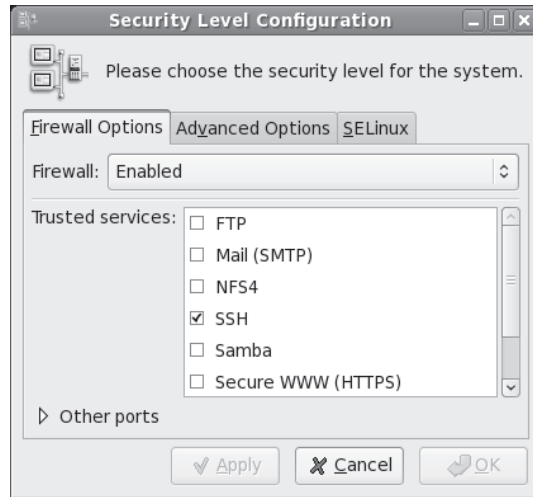 Security Level Configuration
Please choose the security level for the system.
Firewall Options Advanced Options SELinux
Firewall: Enabled
Trusted services:
FTP
Mail (SMTP)
NFS4
SSH
Samba
Secure WWW (HTTPS)
Other ports
Apply Cancel OK